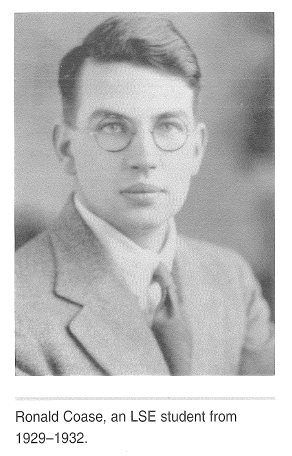 Ronald Coase, an LSE student from
1929–1932.